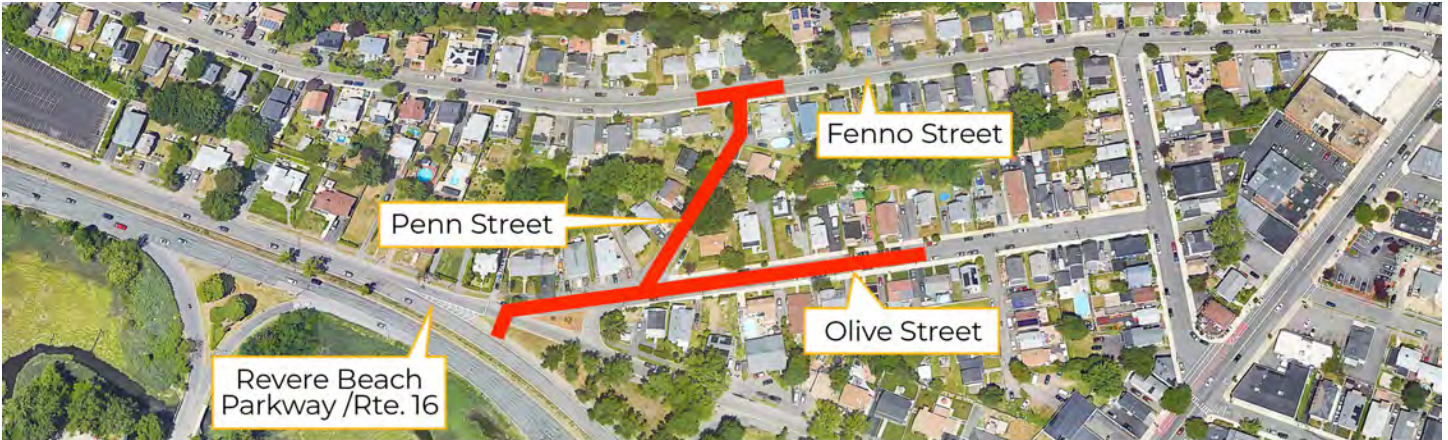 Fenno Street
Penn Street
Olive Street
Revere Beach
Parkway /Rte. 16